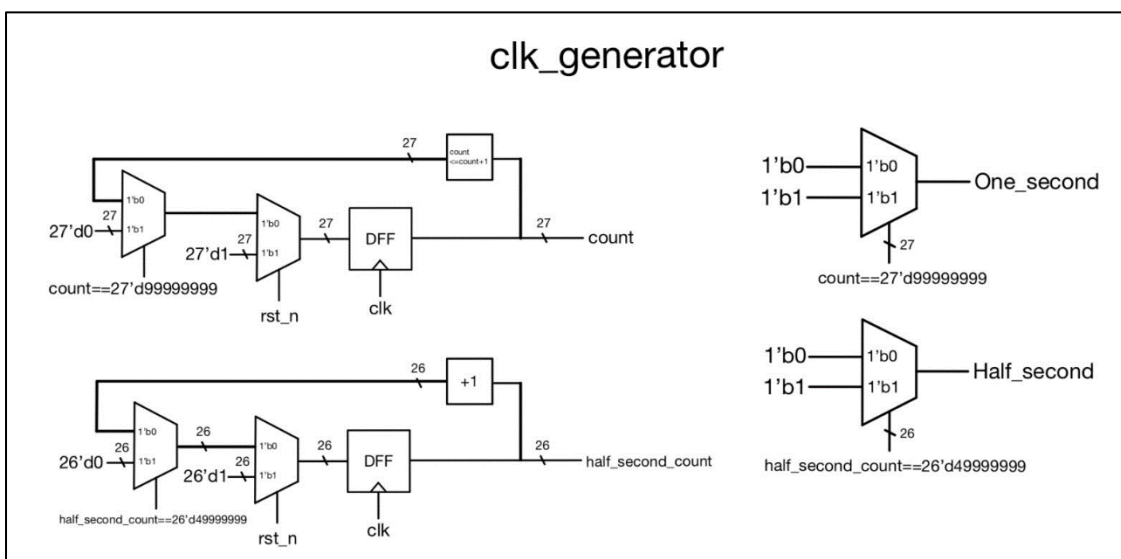 clk_generator
27
count
<=count+1
1'b0
27
27'd0
1'b1
count==27'd99999999
1'b0
27
27'd1
1'b1
rst_n
27
DFF
clk
27
count
26
+1
1'b0
26
26'd0
1'b1
half_second_count==26'd49999999
26
1'b0
26
26'd1
1'b1
rst_n
26
DFF
clk
26
half_second_count
1'b0
1'b0
1'b1
1'b1
One_second
27
count==27'd99999999
1'b0
1'b0
1'b1
1'b1
Half_second
26
half_second_count==26'd49999999